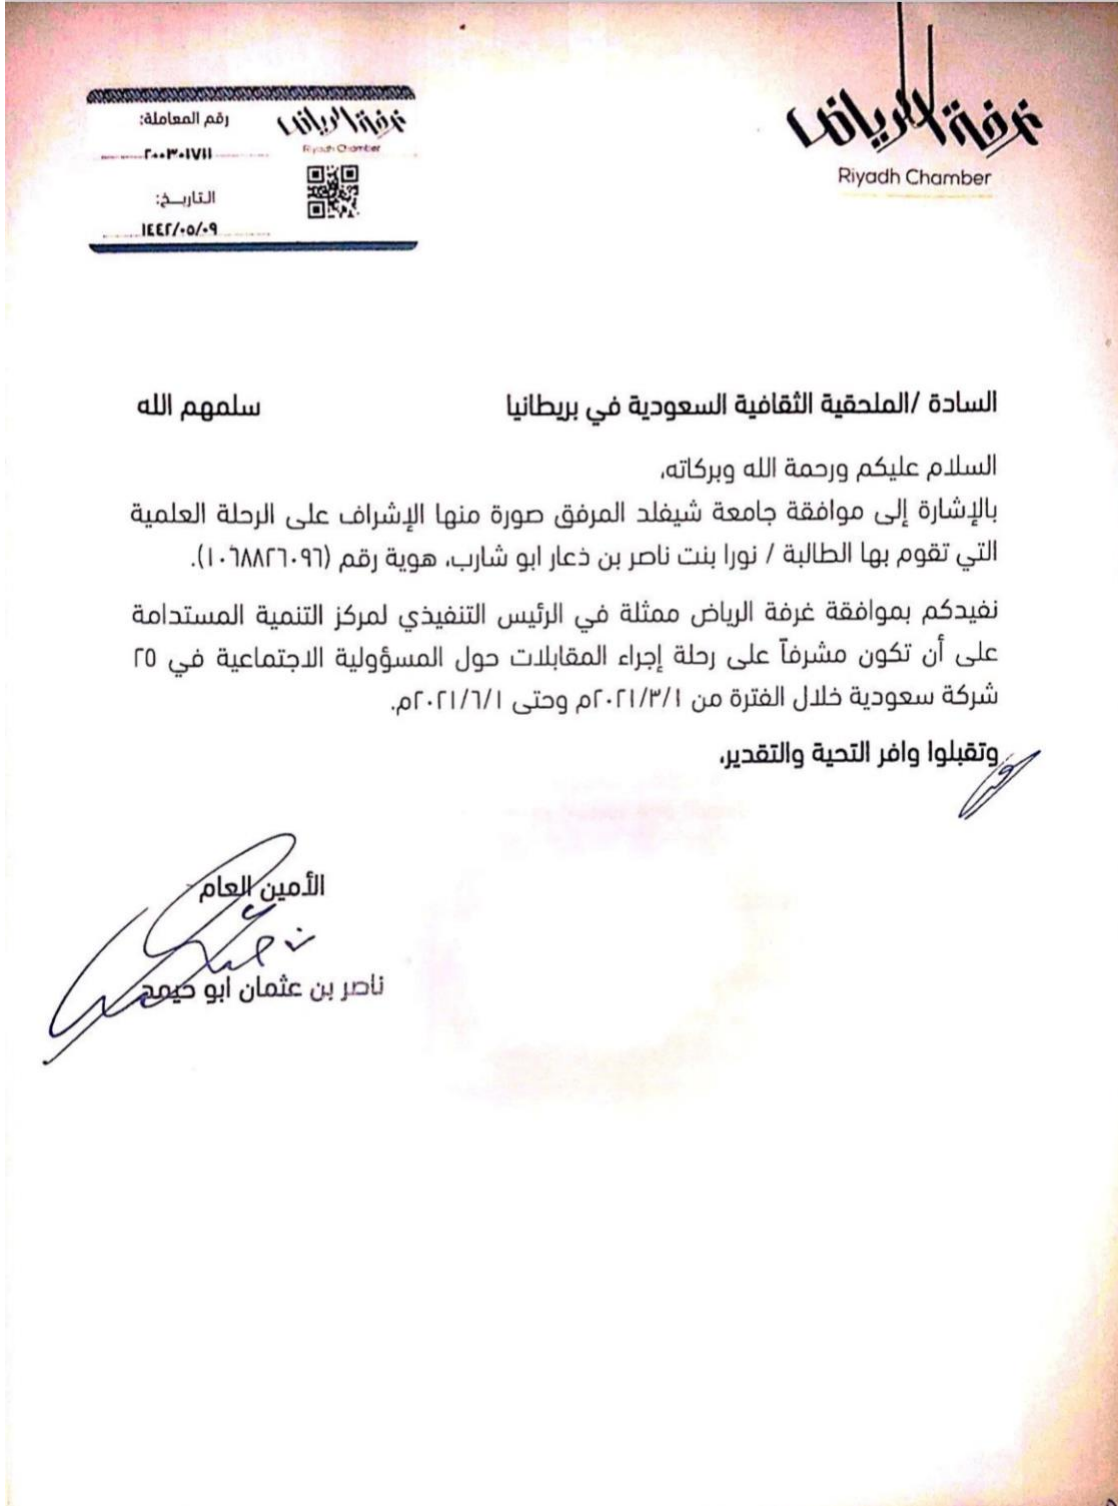 غرفة الرياض
Riyadh Chamber
غرفة الرياض
Riyadh Chamber
رقم المعاملة:
٢٠٠٣٠١٧١١
التاريــخ:
١٤٤٢/٠٥/٠٩
السادة /الملحقية الثقافية السعودية في بريطانيا سلمهم الله
السلام عليكم ورحمة الله وبركاته،
بالإشارة إلى موافقة جامعة شيفلد المرفق صورة منها الإشراف على الرحلة العلمية
التي تقوم بها الطالبة / نورا بنت ناصر بن ذعار ابو شارب، هوية رقم (١٠٦٨٨٢٦٠٩٦).
نفيدكم بموافقة غرفة الرياض ممثلة في الرئيس التنفيذي لمركز التنمية المستدامة
على أن تكون مشرفاً على رحلة إجراء المقابلات حول المسؤولية الاجتماعية في ٢٥
شركة سعودية خلال الفترة من ٢٠٢١/٣/١م وحتى ٢٠٢١/٦/١م.
وتقبلوا وافر التحية والتقدير،
الأمين العام
ناصر بن عثمان ابو حيمد